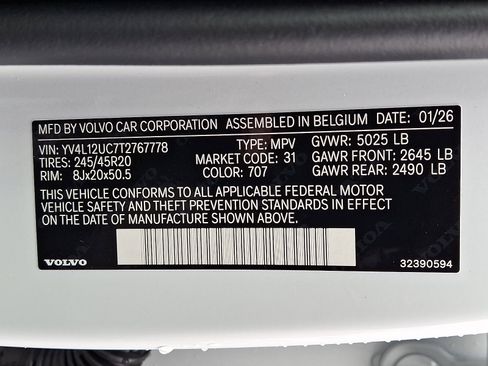 MFD BY VOLVO CAR CORPORATION ASSEMBLED IN BELGIUM DATE: 01/26
VIN: YV4L12UC7T2767778 TYPE: MPV GVWR: 5025 LB
TIRES: 245/45R20 MARKET CODE: 31 GAWR FRONT: 2645 LB
RIM: 8Jx20x50.5 COLOR: 707 GAWR REAR: 2490 LB
THIS VEHICLE CONFORMS TO ALL APPLICABLE FEDERAL MOTOR
VEHICLE SAFETY AND THEFT PREVENTION STANDARDS IN EFFECT
ON THE DATE OF MANUFACTURE SHOWN ABOVE.
VOLVO 32390594